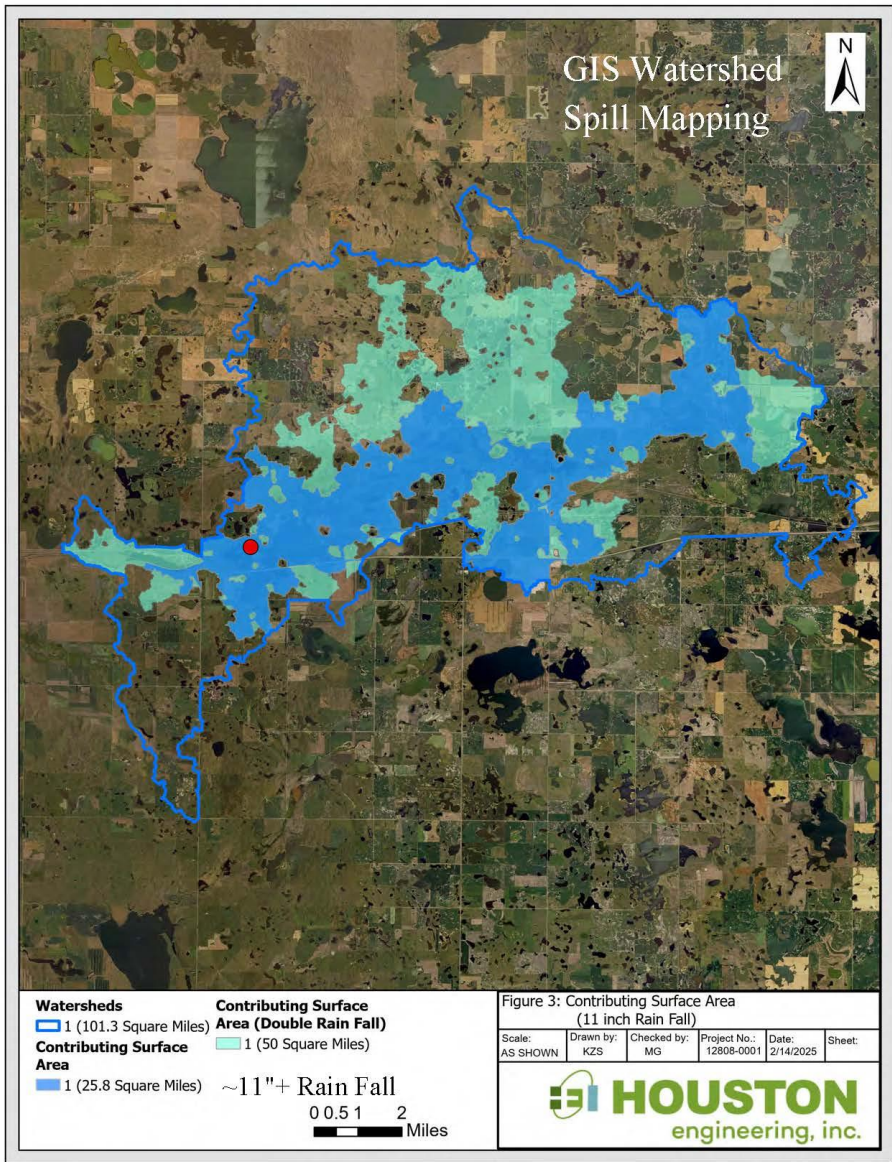 GIS Watershed
Spill Mapping
N
Watersheds
1 (101.3 Square Miles)
Contributing Surface
Area
1 (25.8 Square Miles)
Contributing Surface
Area (Double Rain Fall)
1 (50 Square Miles)
~11"+ Rain Fall
0 0.5 1 2
Miles
Figure 3: Contributing Surface Area
(11 inch Rain Fall)
Scale:
AS SHOWN
Drawn by:
KZS
Checked by:
MG
Project No.:
12808-0001
Date:
2/14/2025
Sheet:
HOUSTON
engineering, inc.